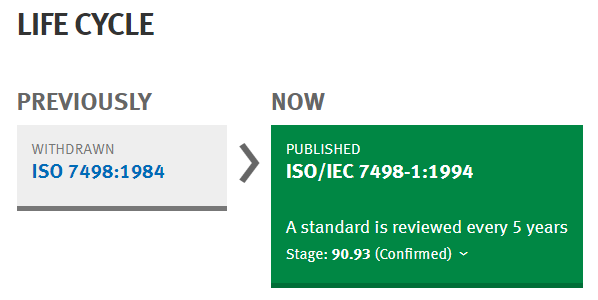 LIFE CYCLE
PREVIOUSLY
WITHDRAWN
ISO 7498:1984
NOW
PUBLISHED
ISO/IEC 7498-1:1994
A standard is reviewed every 5 years
Stage: 90.93 (Confirmed)